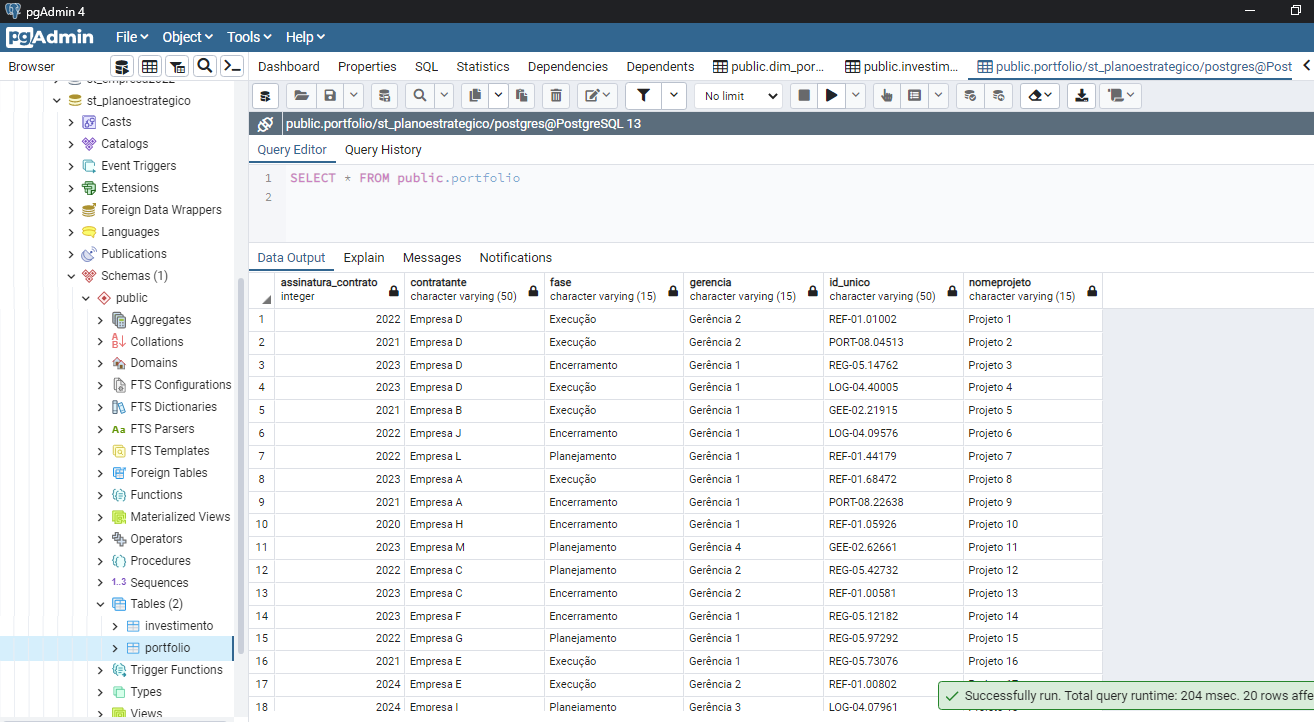 pgAdmin 4
pgAdmin File Object Tools Help
Browser Dashboard Properties SQL Statistics Dependencies Dependents public.dim_por... public.investim... public.portfolio/st_planoestrategico/postgres@Post
st_planoestrategico
Casts
Catalogs
Event Triggers
Extensions
Foreign Data Wrappers
Languages
Publications
Schemas (1)
public
Aggregates
Collations
Domains
FTS Configurations
FTS Dictionaries
FTS Parsers
FTS Templates
Foreign Tables
Functions
Materialized Views
Operators
Procedures
1..3 Sequences
Tables (2)
investimento
portfolio
Trigger Functions
Types
Views
No limit
public.portfolio/st_planoestrategico/postgres@PostgreSQL 13
Query Editor Query History
1 SELECT * FROM public.portfolio
2
Data Output Explain Messages Notifications
assinatura_contrato contratante fase gerencia id_unico nomeprojeto
integer character varying (50) character varying (15) character varying (15) character varying (50) character varying (15)
1 2022 Empresa D Execução Gerência 2 REF-01.01002 Projeto 1
2 2021 Empresa D Execução Gerência 2 PORT-08.04513 Projeto 2
3 2023 Empresa D Encerramento Gerência 1 REG-05.14762 Projeto 3
4 2023 Empresa D Execução Gerência 1 LOG-04.40005 Projeto 4
5 2021 Empresa B Execução Gerência 1 GEE-02.21915 Projeto 5
6 2022 Empresa J Encerramento Gerência 1 LOG-04.09576 Projeto 6
7 2022 Empresa L Planejamento Gerência 1 REF-01.44179 Projeto 7
8 2023 Empresa A Execução Gerência 1 REF-01.68472 Projeto 8
9 2021 Empresa A Encerramento Gerência 1 PORT-08.22638 Projeto 9
10 2020 Empresa H Encerramento Gerência 1 REF-01.05926 Projeto 10
11 2023 Empresa M Planejamento Gerência 4 GEE-02.62661 Projeto 11
12 2022 Empresa C Planejamento Gerência 2 REG-05.42732 Projeto 12
13 2023 Empresa C Encerramento Gerência 2 REF-01.00581 Projeto 13
14 2023 Empresa F Encerramento Gerência 1 REG-05.12182 Projeto 14
15 2022 Empresa G Planejamento Gerência 1 REG-05.97292 Projeto 15
16 2021 Empresa E Execução Gerência 1 REG-05.73076 Projeto 16
17 2024 Empresa E Execução Gerência 2 REF-01.00802
18 2024 Empresa I Planejamento Gerência 3 LOG-04.07961
Successfully run. Total query runtime: 204 msec. 20 rows affe